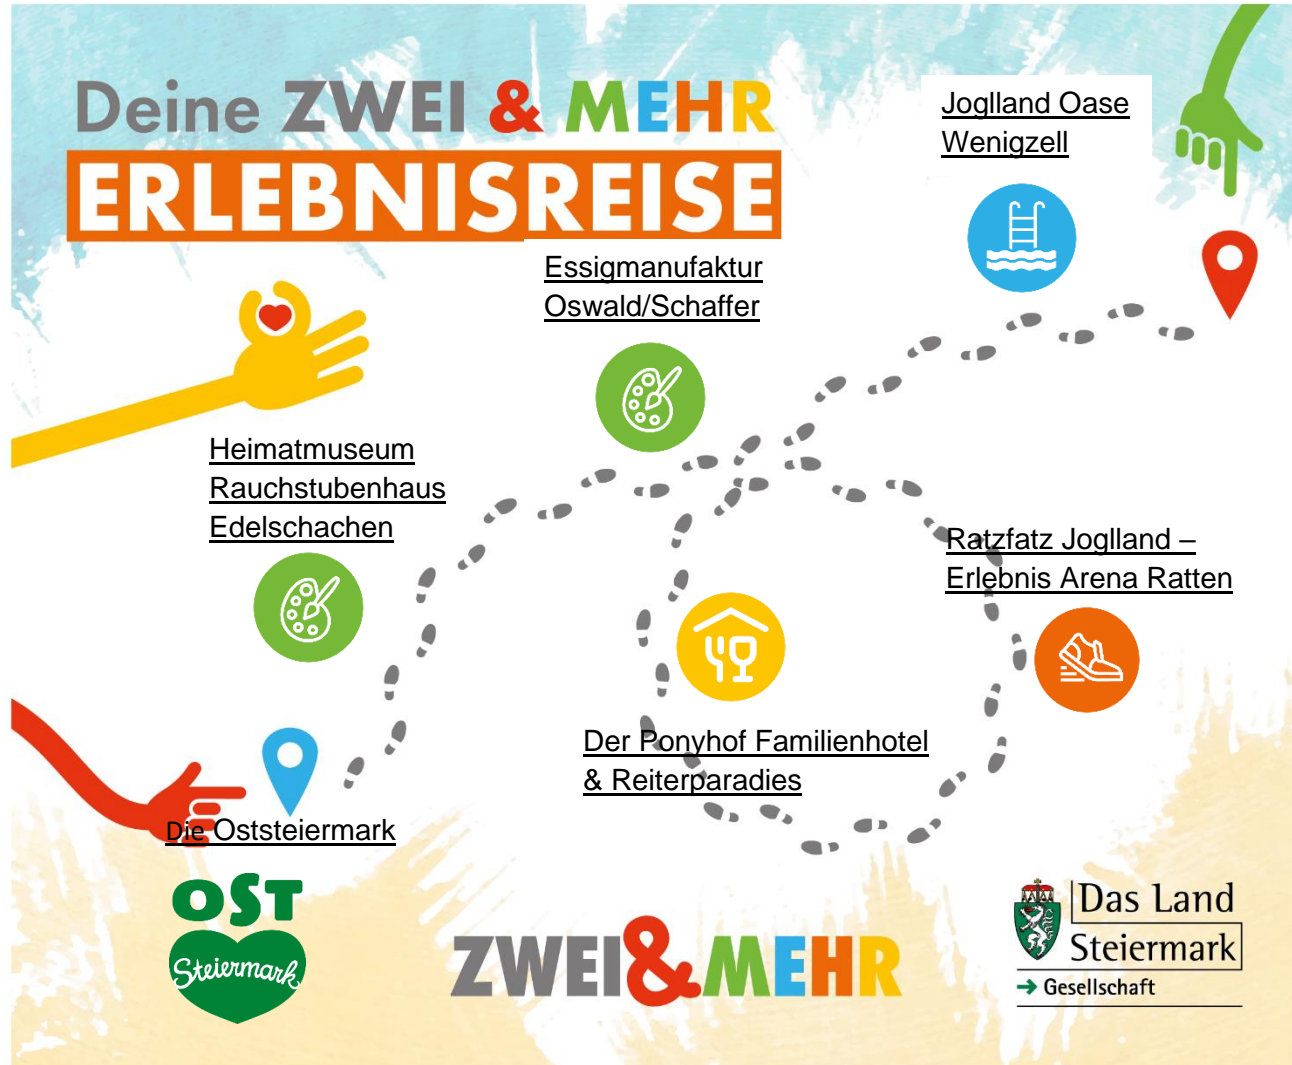 Deine ZWEI & MEHR
ERLEBNISREISE
Joglland Oase
Wenigzell
Essigmanufaktur
Oswald/Schaffer
Heimatmuseum
Rauchstubenhaus
Edelschachen
Ratzfatz Joglland –
Erlebnis Arena Ratten
Der Ponyhof Familienhotel
& Reiterparadies
Die Oststeiermark
OST
Steiermark
ZWEI&MEHR
Das Land
Steiermark
→ Gesellschaft